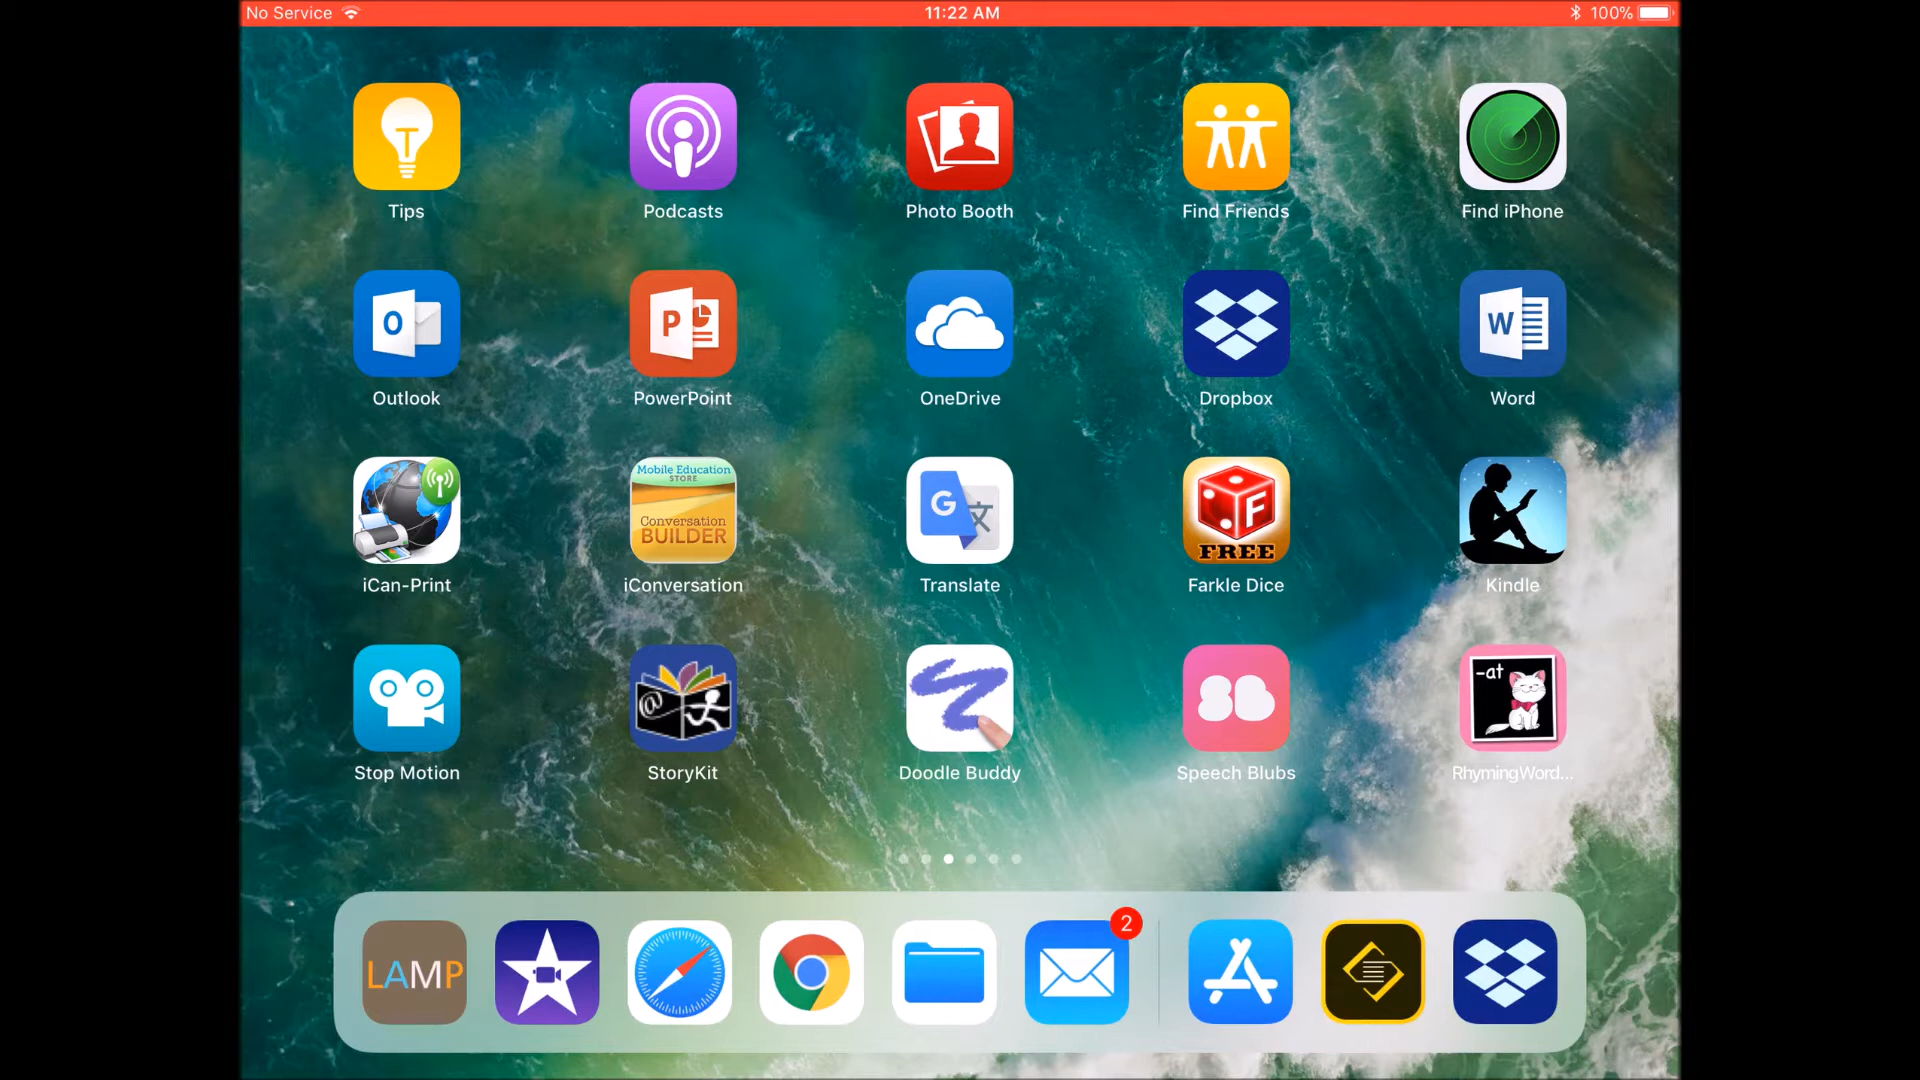 No Service 11:22 AM 100%
T
Tips Podcasts Photo Booth Find Friends Find iPhone
O P W
Outlook PowerPoint OneDrive Dropbox Word
Mobile Education
STORE
Conversation
BUILDER
G 文
F
FREE
iCan-Print iConversation Translate Farkle Dice Kindle
-at
@
Stop Motion StoryKit Doodle Buddy Speech Blubs RhymingWord...
2
LAMP